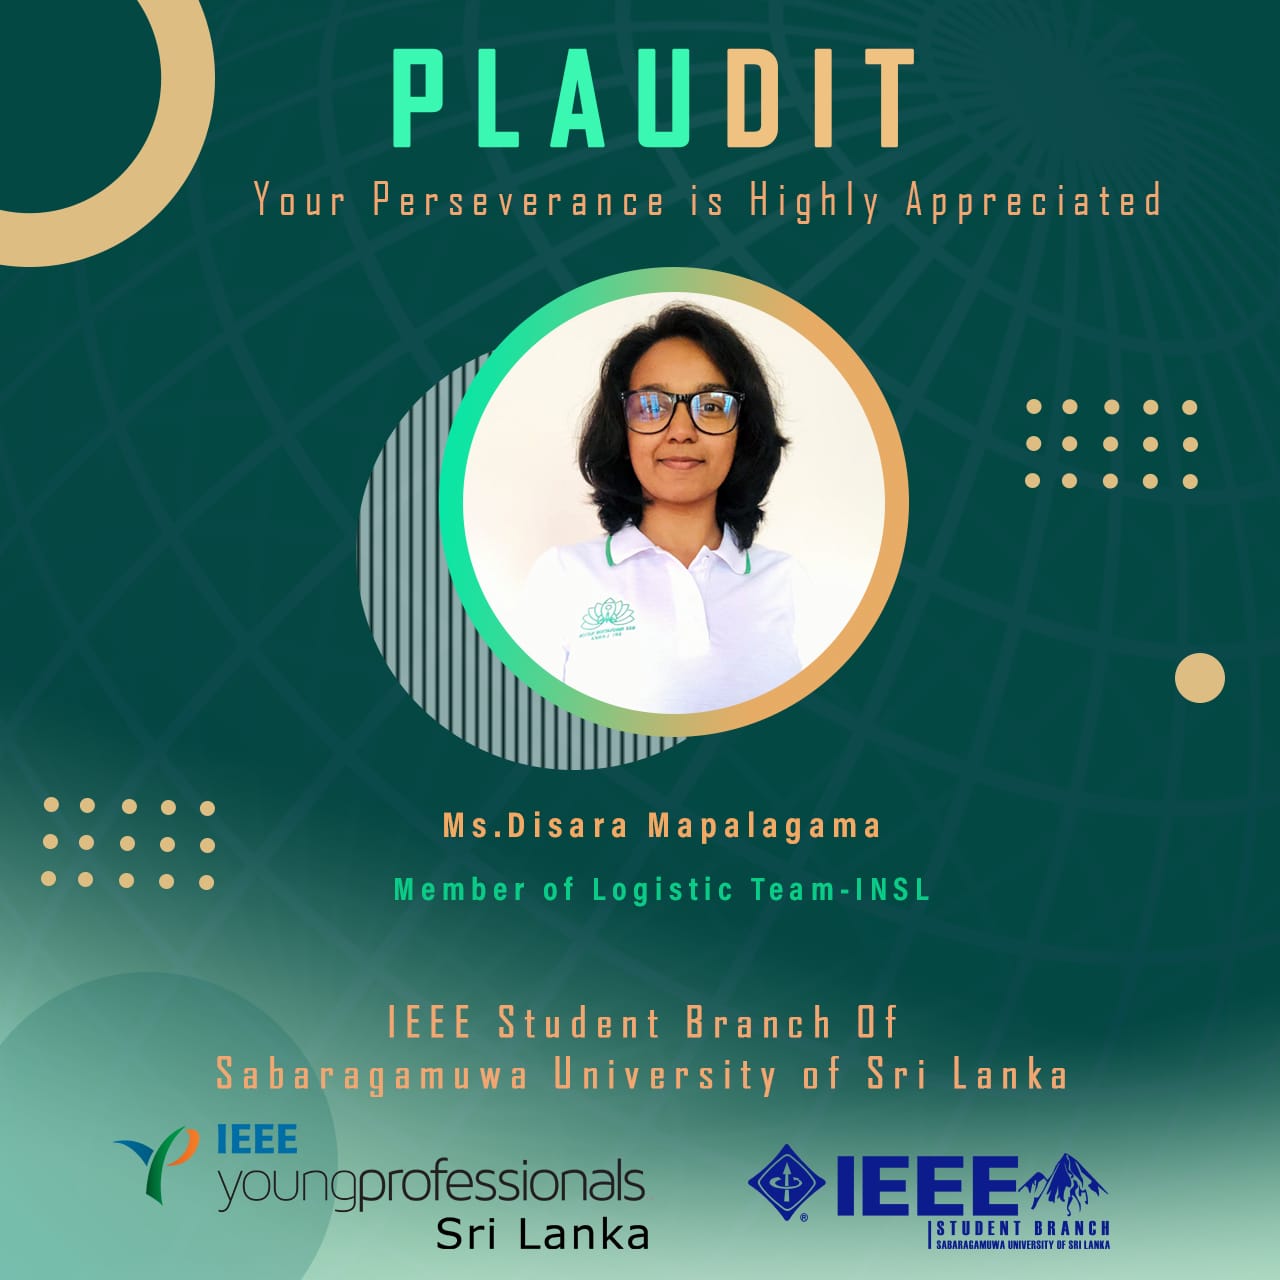 PLAUDIT
Your Perseverance is Highly Appreciated
Ms.Disara Mapalagama
Member of Logistic Team-INSL
IEEE Student Branch Of
Sabaragamuwa University of Sri Lanka
IEEE
youngprofessionals
Sri Lanka
®
IEEE
STUDENT BRANCH
SABARAGAMUWA UNIVERSITY OF SRI LANKA